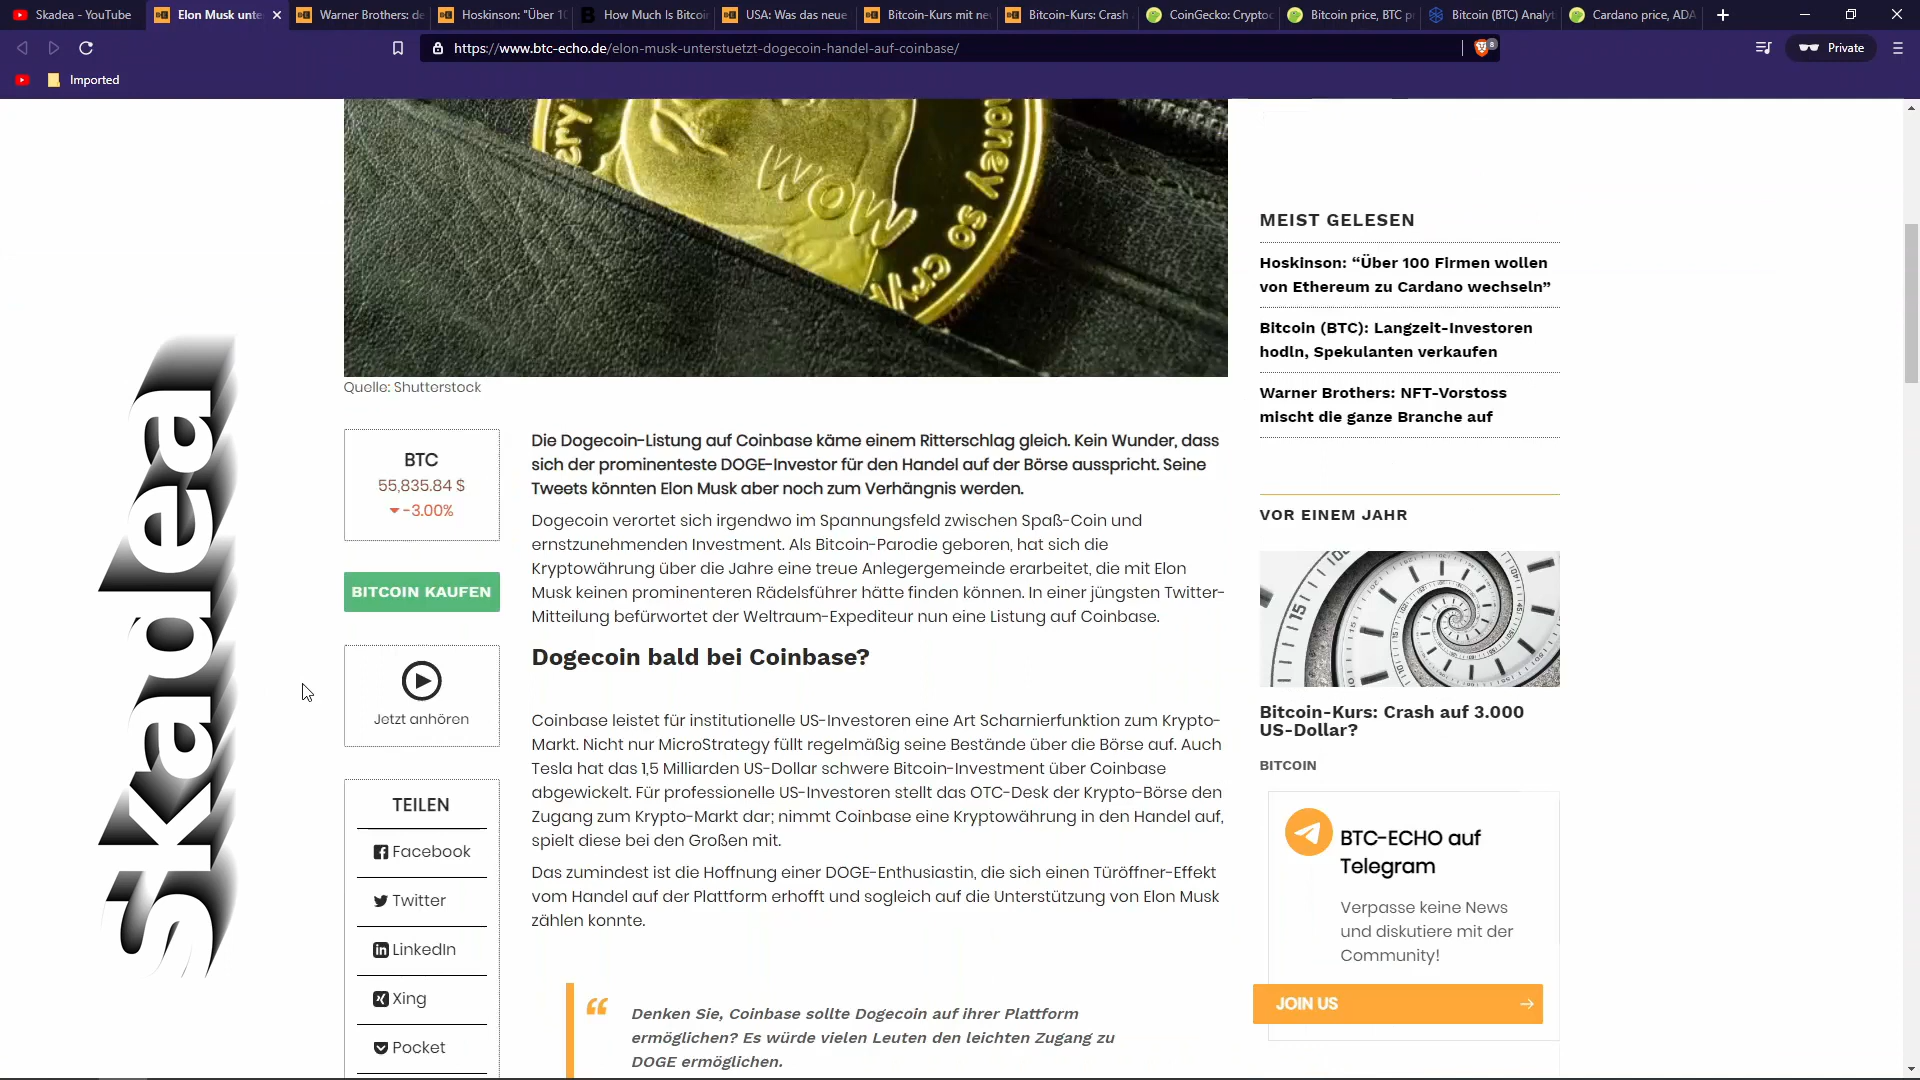 Skadea - YouTube
Elon Musk unte
Warner Brothers: de
Hoskinson: "Über 10
How Much Is Bitcoin
USA: Was das neue
Bitcoin-Kurs mit ne
Bitcoin-Kurs: Crash
CoinGecko: Cryptoc
Bitcoin price, BTC p
Bitcoin (BTC) Analyt
Cardano price, ADA
https://www.btc-echo.de/elon-musk-unterstuetzt-dogecoin-handel-auf-coinbase/
8
Private
Imported
ery
wow
money so cry
Quelle: Shutterstock
Skadea
BTC
55,835.84 $
-3.00%
BITCOIN KAUFEN
Jetzt anhören
TEILEN
Facebook
Twitter
LinkedIn
Xing
Pocket
Die Dogecoin-Listung auf Coinbase käme einem Ritterschlag gleich. Kein Wunder, dass
sich der prominenteste DOGE-Investor für den Handel auf der Börse ausspricht. Seine
Tweets könnten Elon Musk aber noch zum Verhängnis werden.
Dogecoin verortet sich irgendwo im Spannungsfeld zwischen Spaß-Coin und
ernstzunehmenden Investment. Als Bitcoin-Parodie geboren, hat sich die
Kryptowährung über die Jahre eine treue Anlegergemeinde erarbeitet, die mit Elon
Musk keinen prominenteren Rädelsführer hätte finden können. In einer jüngsten Twitter-
Mitteilung befürwortet der Weltraum-Expediteur nun eine Listung auf Coinbase.
Dogecoin bald bei Coinbase?
Coinbase leistet für institutionelle US-Investoren eine Art Scharnierfunktion zum Krypto-
Markt. Nicht nur MicroStrategy füllt regelmäßig seine Bestände über die Börse auf. Auch
Tesla hat das 1,5 Milliarden US-Dollar schwere Bitcoin-Investment über Coinbase
abgewickelt. Für professionelle US-Investoren stellt das OTC-Desk der Krypto-Börse den
Zugang zum Krypto-Markt dar; nimmt Coinbase eine Kryptowährung in den Handel auf,
spielt diese bei den Großen mit.
Das zumindest ist die Hoffnung einer DOGE-Enthusiastin, die sich einen Türöffner-Effekt
vom Handel auf der Plattform erhofft und sogleich auf die Unterstützung von Elon Musk
zählen konnte.
Denken Sie, Coinbase sollte Dogecoin auf ihrer Plattform
ermöglichen? Es würde vielen Leuten den leichten Zugang zu
DOGE ermöglichen.
MEIST GELESEN
Hoskinson: “Über 100 Firmen wollen
von Ethereum zu Cardano wechseln”
Bitcoin (BTC): Langzeit-Investoren
hodln, Spekulanten verkaufen
Warner Brothers: NFT-Vorstoss
mischt die ganze Branche auf
VOR EINEM JAHR
Bitcoin-Kurs: Crash auf 3.000
US-Dollar?
BITCOIN
BTC-ECHO auf
Telegram
Verpasse keine News
und diskutiere mit der
Community!
JOIN US